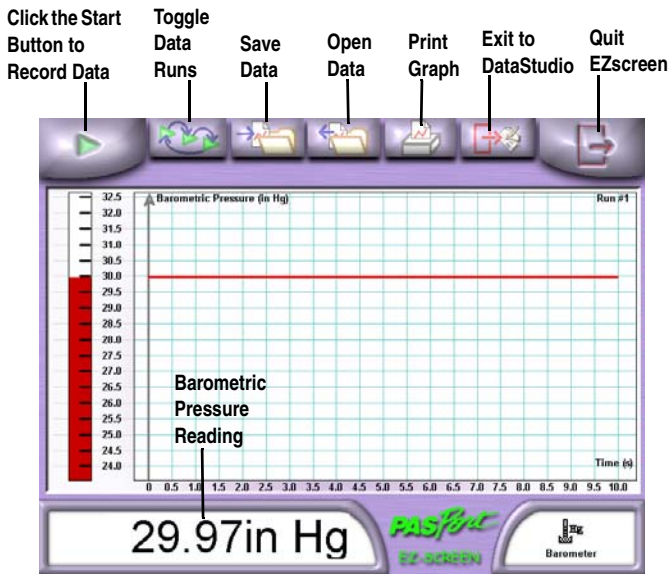 Click the Start
Button to
Record Data
Toggle
Data
Runs
Save
Data
Open
Data
Print
Graph
Exit to
DataStudio
Quit
EZscreen
Barometric Pressure (in Hg)
Run #1
32.5
32.0
31.5
31.0
30.5
30.0
29.5
29.0
28.5
28.0
27.5
27.0
26.5
26.0
25.5
25.0
24.5
24.0
Barometric
Pressure
Reading
Time (s)
0 0.5 1.0 1.5 2.0 2.5 3.0 3.5 4.0 4.5 5.0 5.5 6.0 6.5 7.0 7.5 8.0 8.5 9.0 9.5 10.0
29.97in Hg
PASPort
EZ-SCREEN
Hg
Barometer